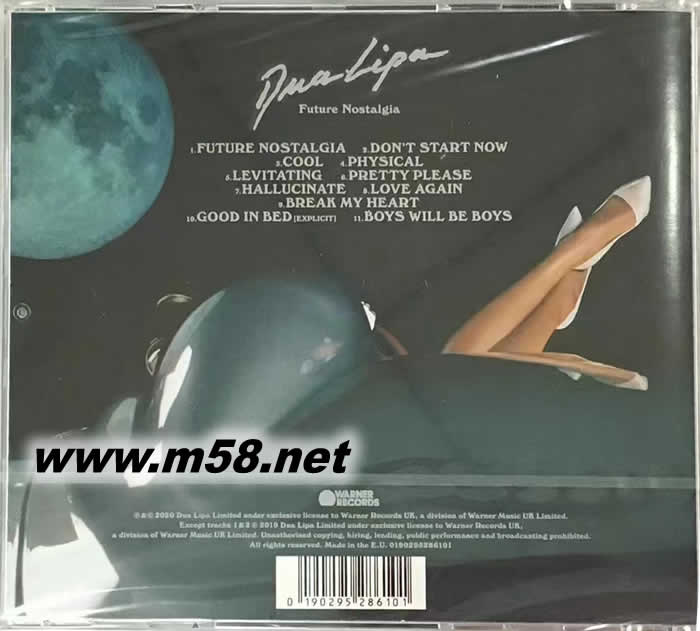 Dua Lipa
Future Nostalgia
1.FUTURE NOSTALGIA 2.DON'T START NOW
3.COOL 4.PHYSICAL
5.LEVITATING 6.PRETTY PLEASE
7.HALLUCINATE 8.LOVE AGAIN
9.BREAK MY HEART
10.GOOD IN BED [EXPLICIT] 11.BOYS WILL BE BOYS
www.m58.net
WARNER
RECORDS
℗&© 2020 Dua Lipa Limited under exclusive license to Warner Records UK, a division of Warner Music UK Limited.
Except tracks 1&2 © 2019 Dua Lipa Limited under exclusive license to Warner Records UK,
a division of Warner Music UK Limited. Unauthorised copying, hiring, lending, public performance and broadcasting prohibited.
All rights reserved. Made in the E.U. 0190295286101
0 190295 286101